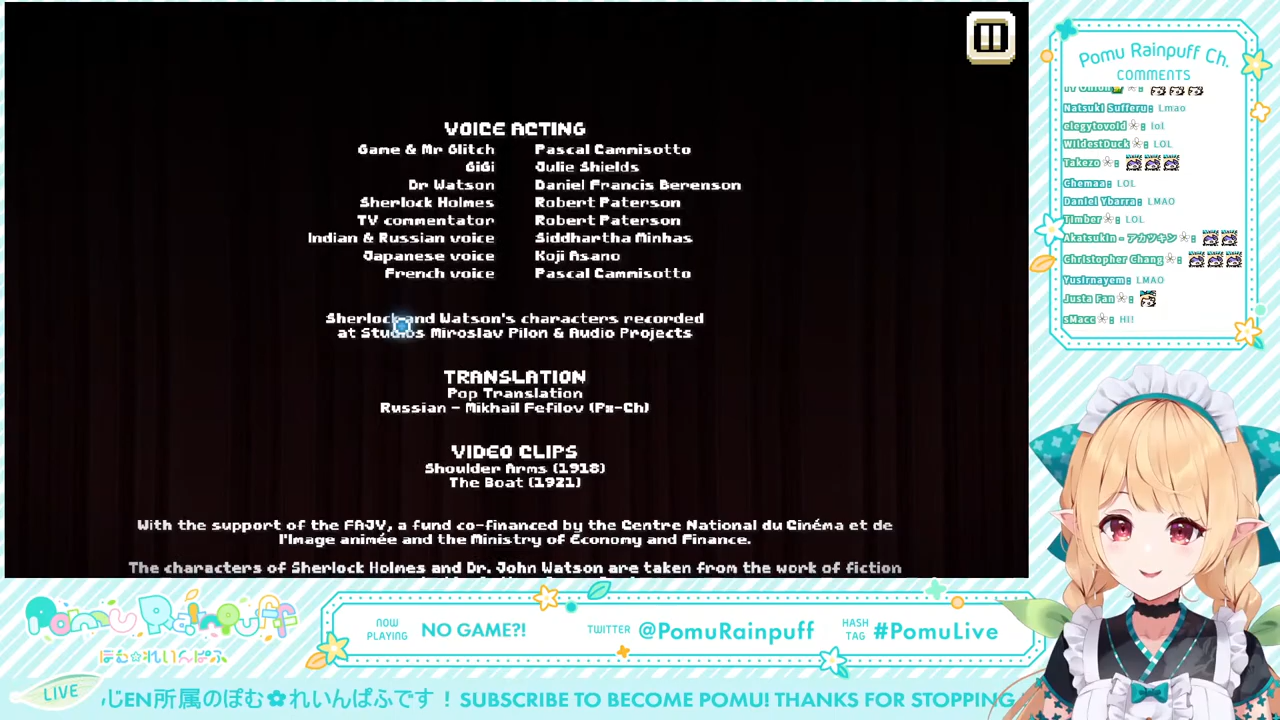 VOICE ACTING
Game & Mr Glitch Pascal Cammisotto
GiGi Julie Shields
Dr Watson Daniel Francis Berenson
Sherlock Holmes Robert Paterson
TV commentator Robert Paterson
Indian & Russian voice Siddhartha Minhas
Japanese voice Koji Asano
French voice Pascal Cammisotto
Sherlock and Watson's characters recorded
at Studios Miroslav Pilon & Audio Projects
TRANSLATION
Pop Translation
Russian - Mikhail Fefilov (Px-Ch)
VIDEO CLIPS
Shoulder Arms (1918)
The Boat (1921)
With the support of the FAJV, a fund co-financed by the Centre National du Cinéma et de
l'Image animée and the Ministry of Economy and Finance.
The characters of Sherlock Holmes and Dr. John Watson are taken from the work of fiction
Pomu Rainpuff Ch.
COMMENTS
Natsuki Sufferu: Lmao
elegytovoid: lol
WildestDuck: LOL
Takezo:
Chemaa: LOL
Daniel Ybarra: LMAO
Timber: LOL
Akatsukin - アカツキン:
Christopher Chang:
Yusirnayem: LMAO
Justa Fan:
sMacc: Hi!
Pomu Rainpuff
ぽむ☆れいんぱふ
NOW PLAYING NO GAME?!
TWITTER @PomuRainpuff
HASH TAG #PomuLive
LIVE
じEN所属のぽむ✿れいんぱふです！SUBSCRIBE TO BECOME POMU! THANKS FOR STOPPING